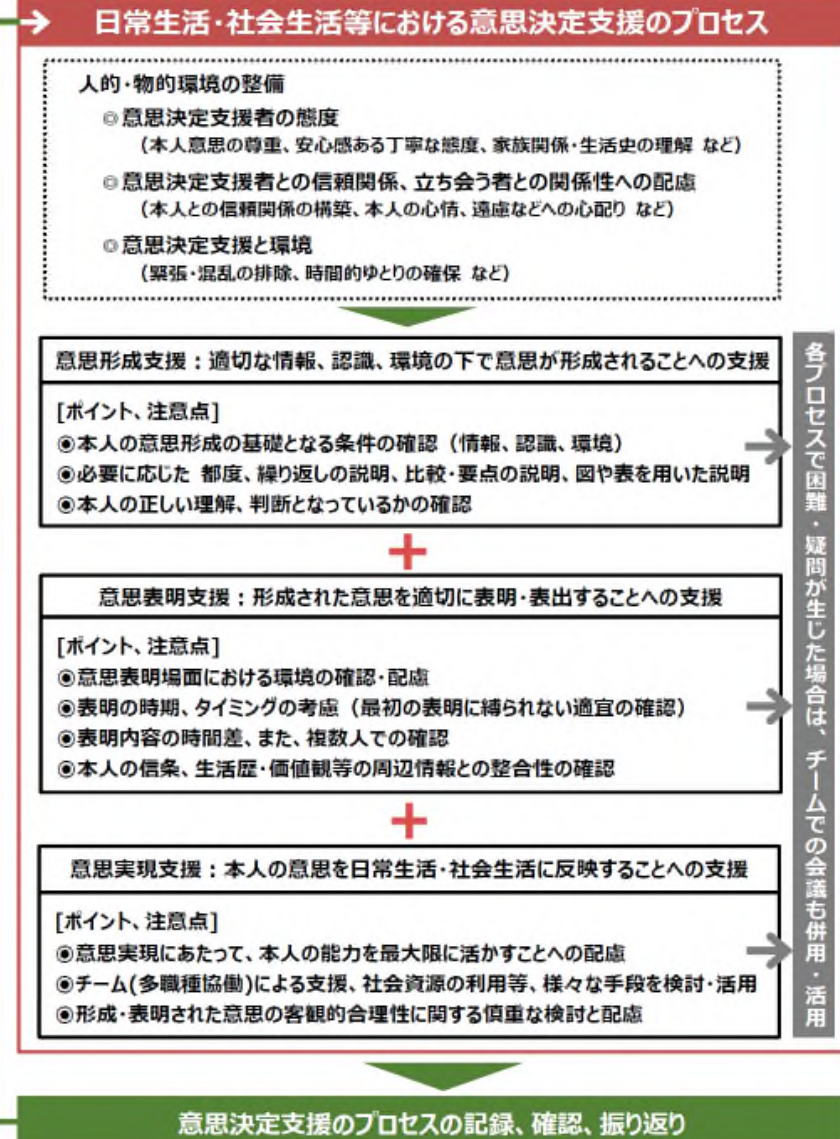 日常生活・社会生活等における意思決定支援のプロセス
人的・物的環境の整備
◎意思決定支援者の態度
（本人意思の尊重、安心感ある丁寧な態度、家族関係・生活史の理解 など）
◎意思決定支援者との信頼関係、立ち会う者との関係性への配慮
（本人との信頼関係の構築、本人の心情、遠慮などへの心配り など）
◎意思決定支援と環境
（緊張・混乱の排除、時間的ゆとりの確保 など）
意思形成支援：適切な情報、認識、環境の下で意思が形成されることへの支援
[ポイント、注意点]
◉本人の意思形成の基礎となる条件の確認（情報、認識、環境）
◉必要に応じた 都度、繰り返しの説明、比較・要点の説明、図や表を用いた説明
◉本人の正しい理解、判断となっているかの確認
+
意思表明支援：形成された意思を適切に表明・表出することへの支援
[ポイント、注意点]
◉意思表明場面における環境の確認・配慮
◉表明の時期、タイミングの考慮（最初の表明に縛られない適宜の確認）
◉表明内容の時間差、また、複数人での確認
◉本人の信条、生活歴・価値観等の周辺情報との整合性の確認
+
意思実現支援：本人の意思を日常生活・社会生活に反映することへの支援
[ポイント、注意点]
◉意思実現にあたって、本人の能力を最大限に活かすことへの配慮
◉チーム(多職種協働)による支援、社会資源の利用等、様々な手段を検討・活用
◉形成・表明された意思の客観的合理性に関する慎重な検討と配慮
各プロセスで困難・疑問が生じた場合は、チームでの会議も併用・活用
意思決定支援のプロセスの記録、確認、振り返り